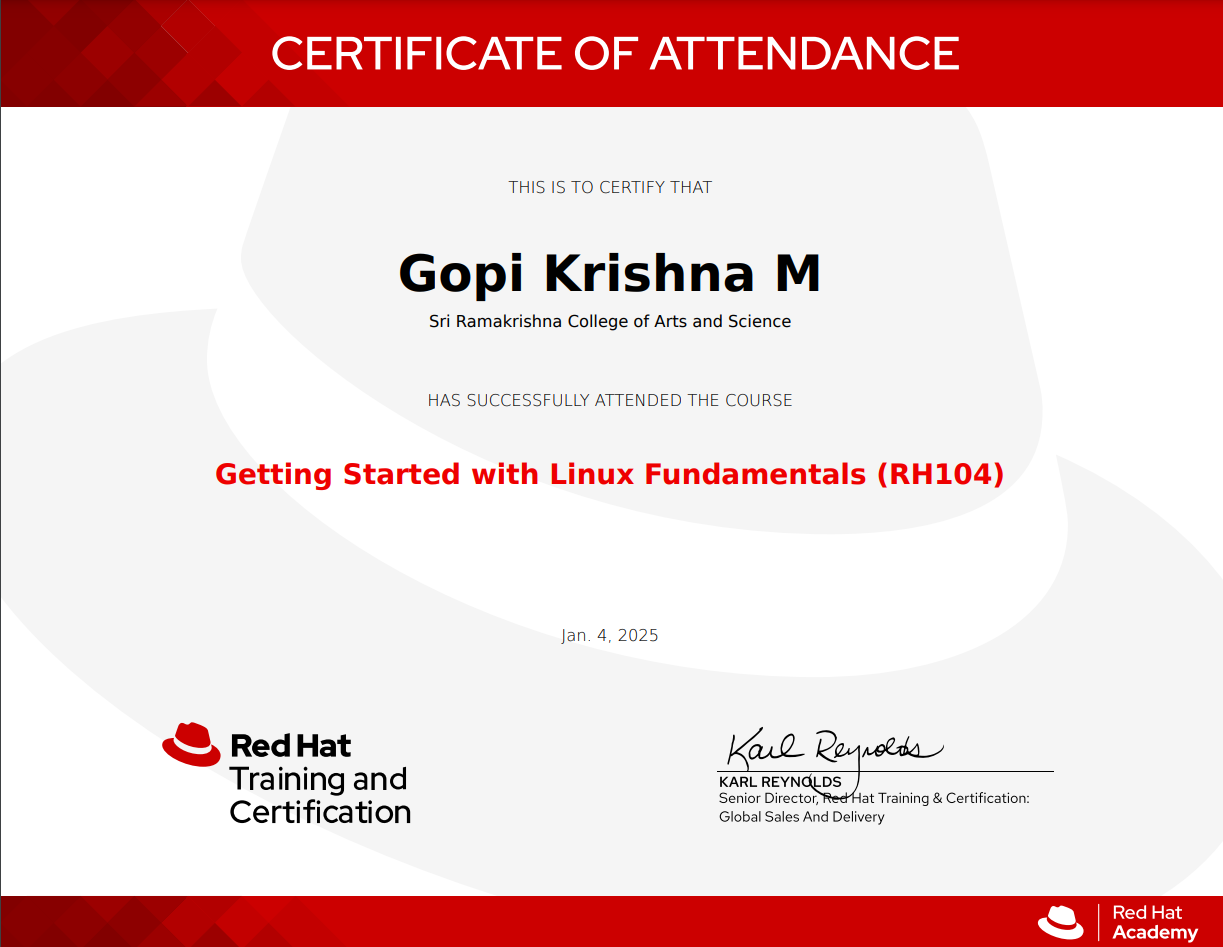 CERTIFICATE OF ATTENDANCE
THIS IS TO CERTIFY THAT
Gopi Krishna M
Sri Ramakrishna College of Arts and Science
HAS SUCCESSFULLY ATTENDED THE COURSE
Getting Started with Linux Fundamentals (RH104)
Jan. 4, 2025
Red Hat
Training and
Certification
Karl Reynolds
KARL REYNOLDS
Senior Director, Red Hat Training & Certification:
Global Sales And Delivery
Red Hat
Academy